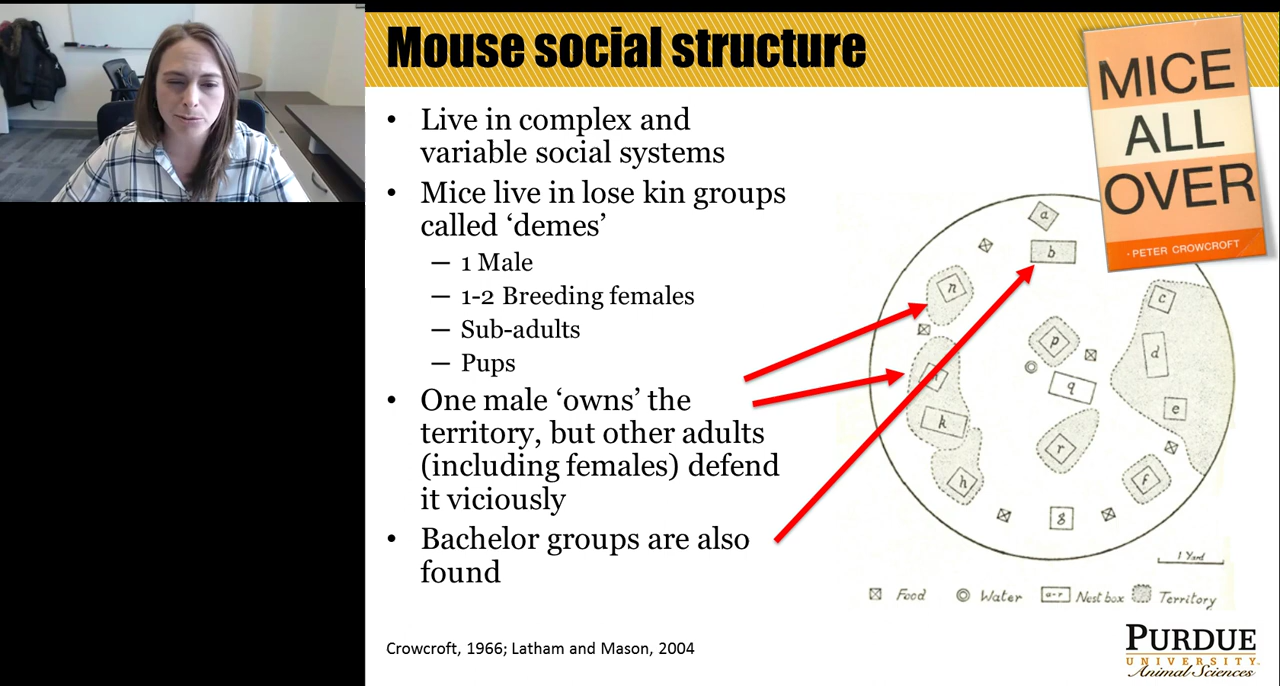 Mouse social structure
MICE
ALL
OVER
· PETER CROWCROFT
• Live in complex and
variable social systems
• Mice live in lose kin groups
called ‘demes’
– 1 Male
– 1-2 Breeding females
– Sub-adults
– Pups
• One male ‘owns’ the
territory, but other adults
(including females) defend
it viciously
• Bachelor groups are also
found
a
b
n
c
p
d
q
e
k
r
h
f
g
1 Yard
Food
Water
a-r Nest box
Territory
Crowcroft, 1966; Latham and Mason, 2004
PURDUE
UNIVERSITY
Animal Sciences